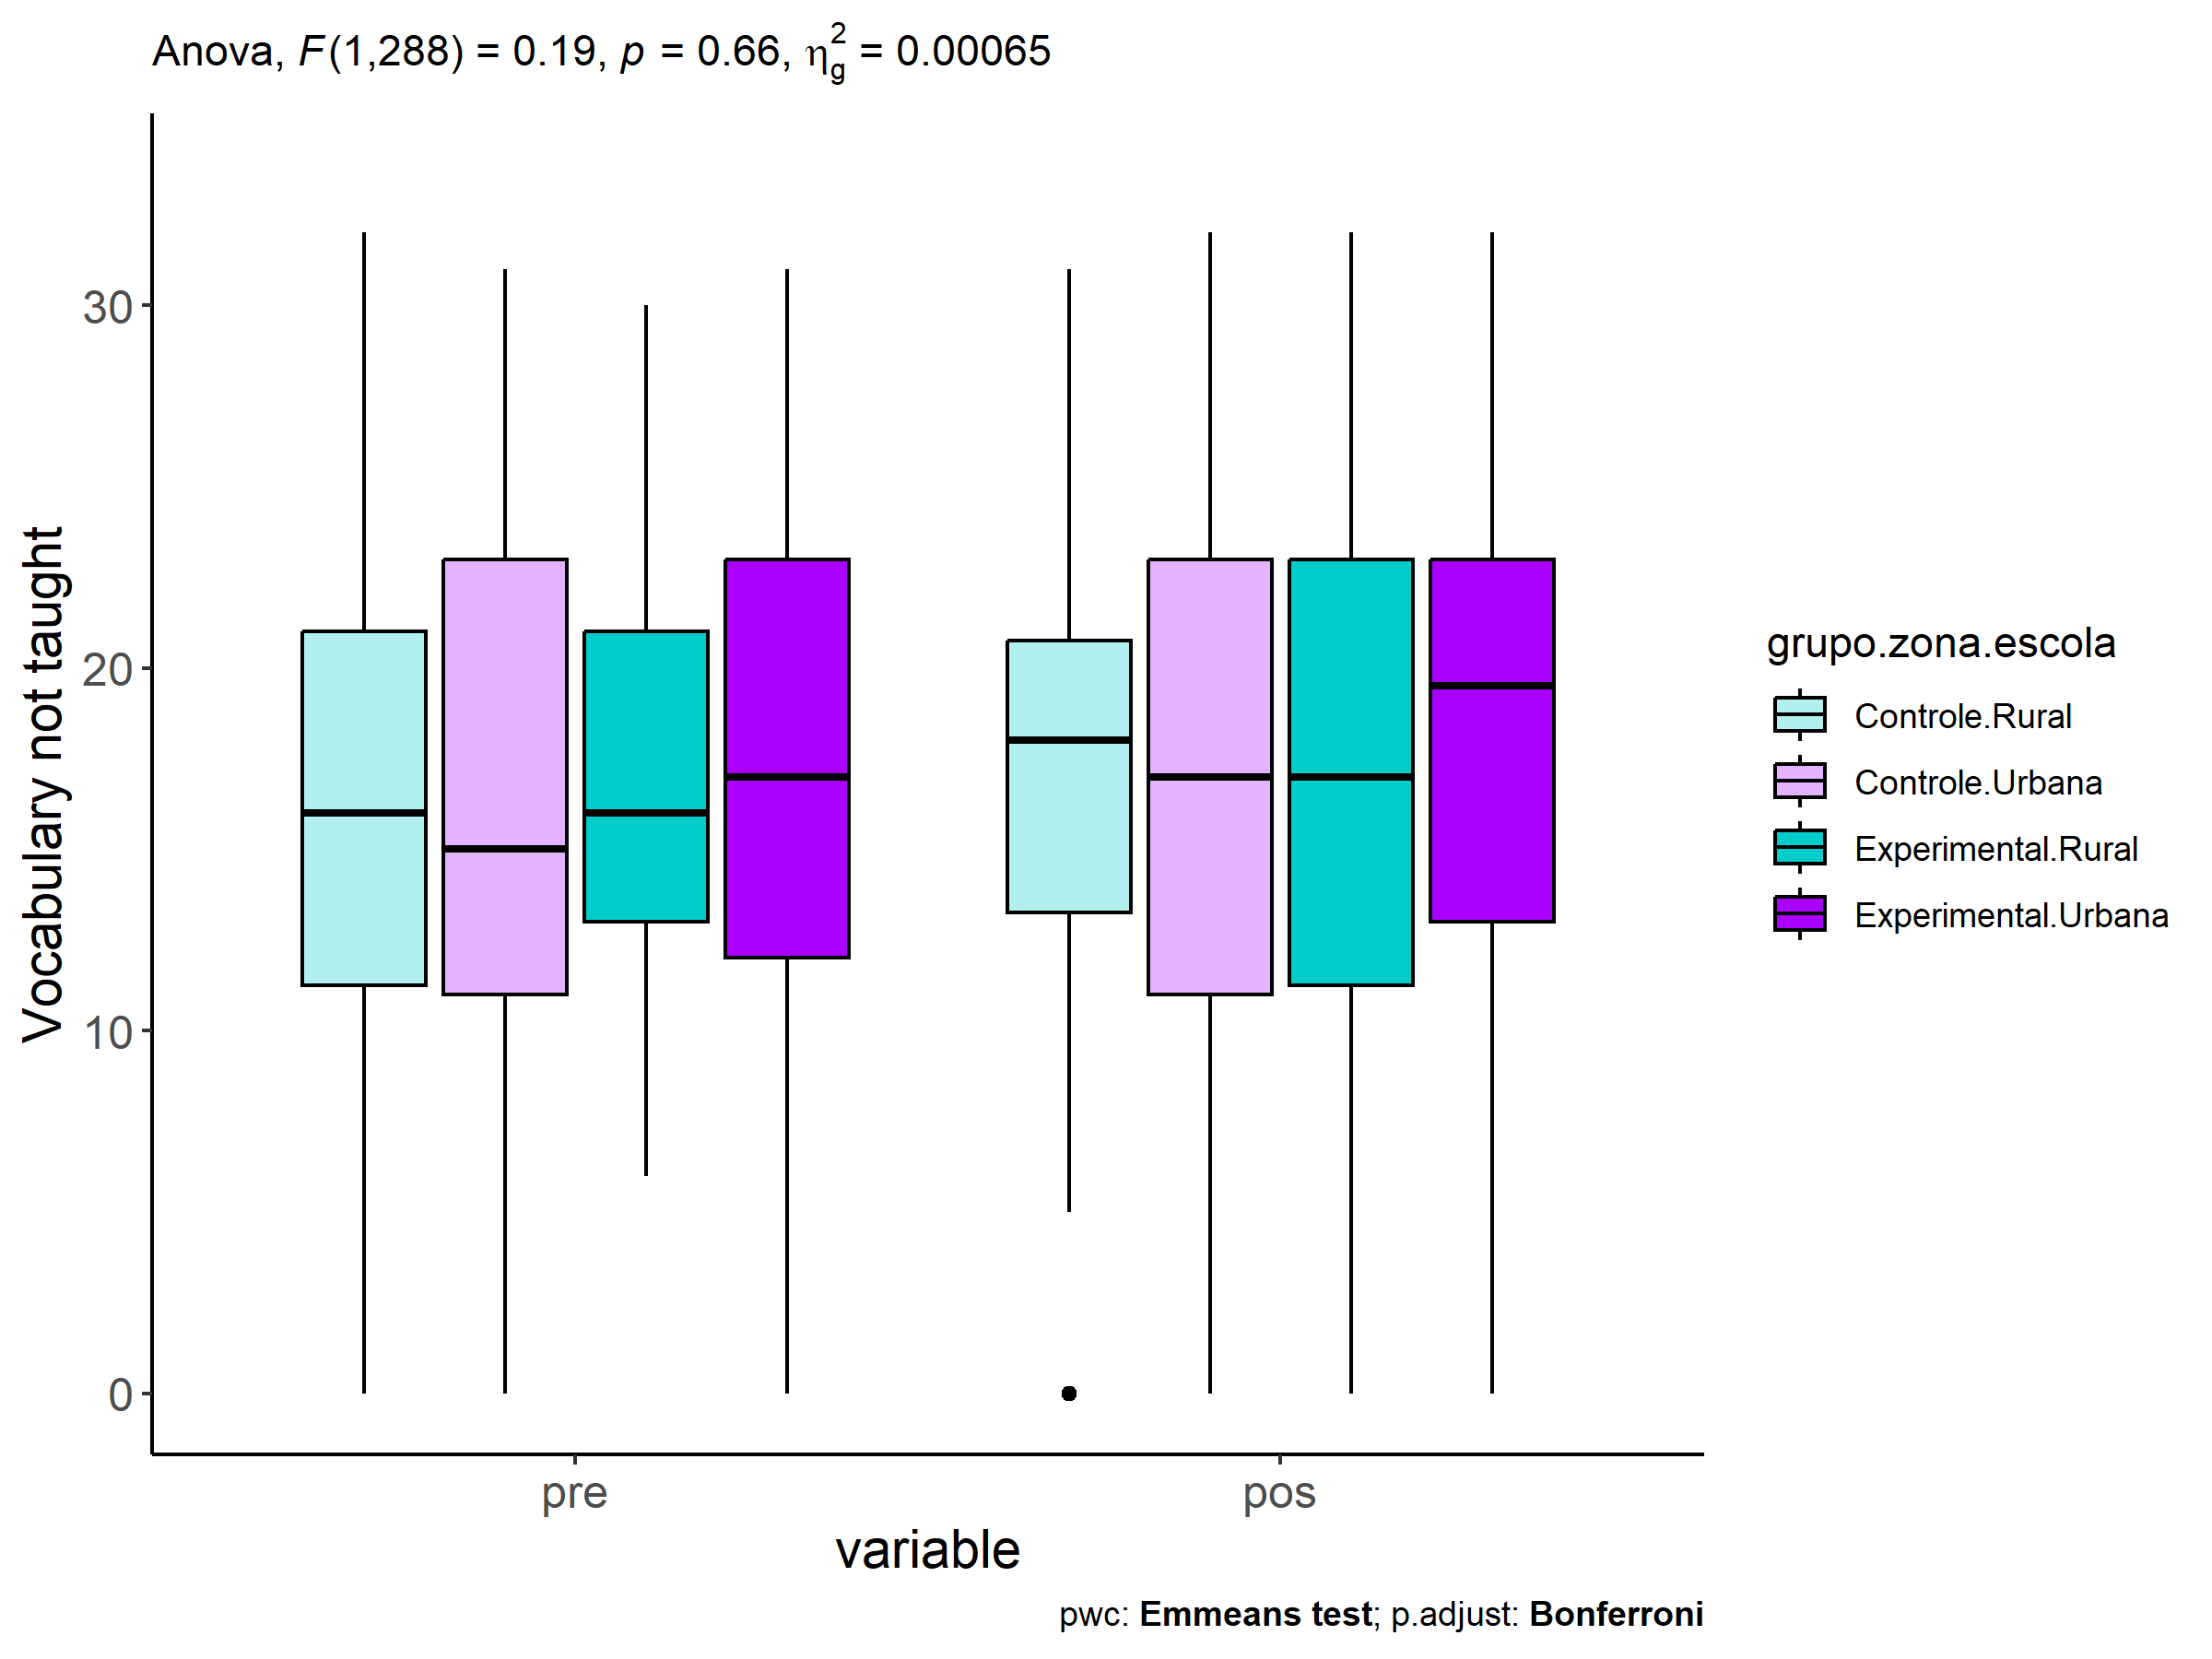 Anova, F(1,288) = 0.19, p = 0.66, η²g = 0.00065
Vocabulary not taught
30
20
10
0
pre
pos
variable
grupo.zona.escola
Controle.Rural
Controle.Urbana
Experimental.Rural
Experimental.Urbana
pwc: Emmeans test; p.adjust: Bonferroni